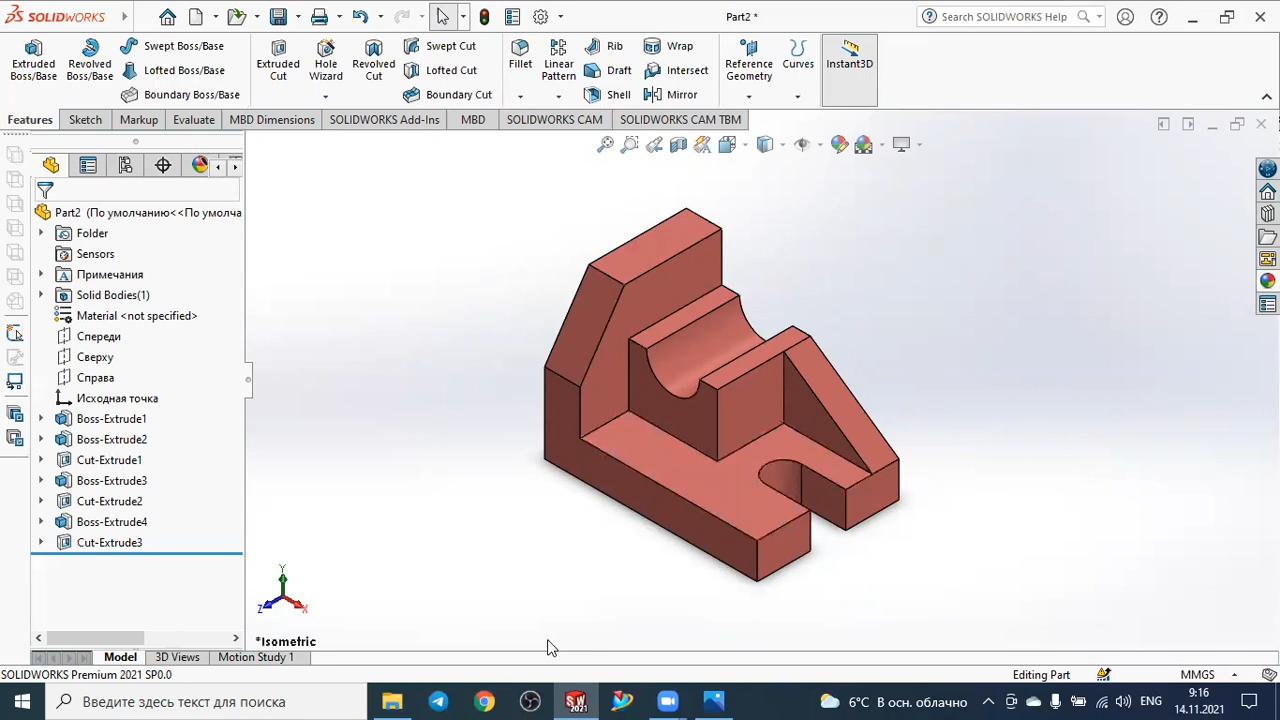 SOLIDWORKS
Part2 *
Search SOLIDWORKS Help
Extruded Boss/Base
Revolved Boss/Base
Swept Boss/Base
Lofted Boss/Base
Boundary Boss/Base
Extruded Cut
Hole Wizard
Revolved Cut
Swept Cut
Lofted Cut
Boundary Cut
Fillet
Linear Pattern
Rib
Draft
Shell
Wrap
Intersect
Mirror
Reference Geometry
Curves
Instant3D
Features
Sketch
Markup
Evaluate
MBD Dimensions
SOLIDWORKS Add-Ins
MBD
SOLIDWORKS CAM
SOLIDWORKS CAM TBM
Part2 (По умолчанию<<По умолча
Folder
Sensors
Примечания
Solid Bodies(1)
Material <not specified>
Спереди
Сверху
Справа
Исходная точка
Boss-Extrude1
Boss-Extrude2
Cut-Extrude1
Boss-Extrude3
Cut-Extrude2
Boss-Extrude4
Cut-Extrude3
Y
Z
X
*Isometric
Model
3D Views
Motion Study 1
SOLIDWORKS Premium 2021 SP0.0
Editing Part
MMGS
Введите здесь текст для поиска
SW
2021
6°C В осн. облачно
ENG
9:16
14.11.2021